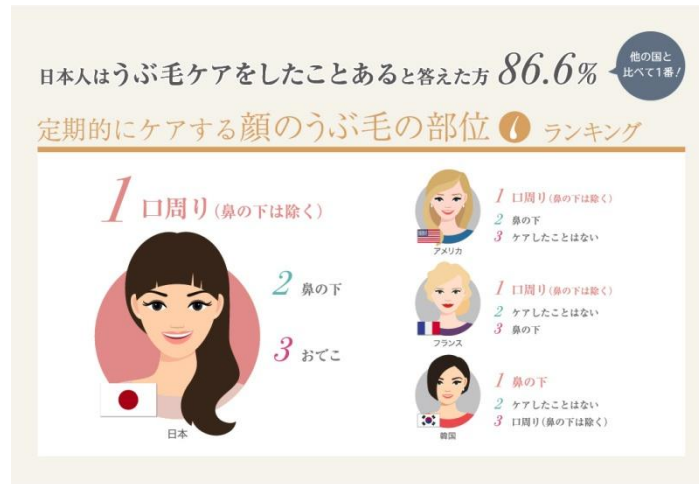 日本人はうぶ毛ケアをしたことあると答えた方 86.6%
他の国と
比べて1番!
定期的にケアする顔のうぶ毛の部位 ランキング
1 口周り(鼻の下は除く)
2 鼻の下
3 おでこ
日本
1 口周り(鼻の下は除く)
2 鼻の下
3 ケアしたことはない
アメリカ
1 口周り(鼻の下は除く)
2 ケアしたことはない
3 鼻の下
フランス
1 鼻の下
2 ケアしたことはない
3 口周り(鼻の下は除く)
韓国